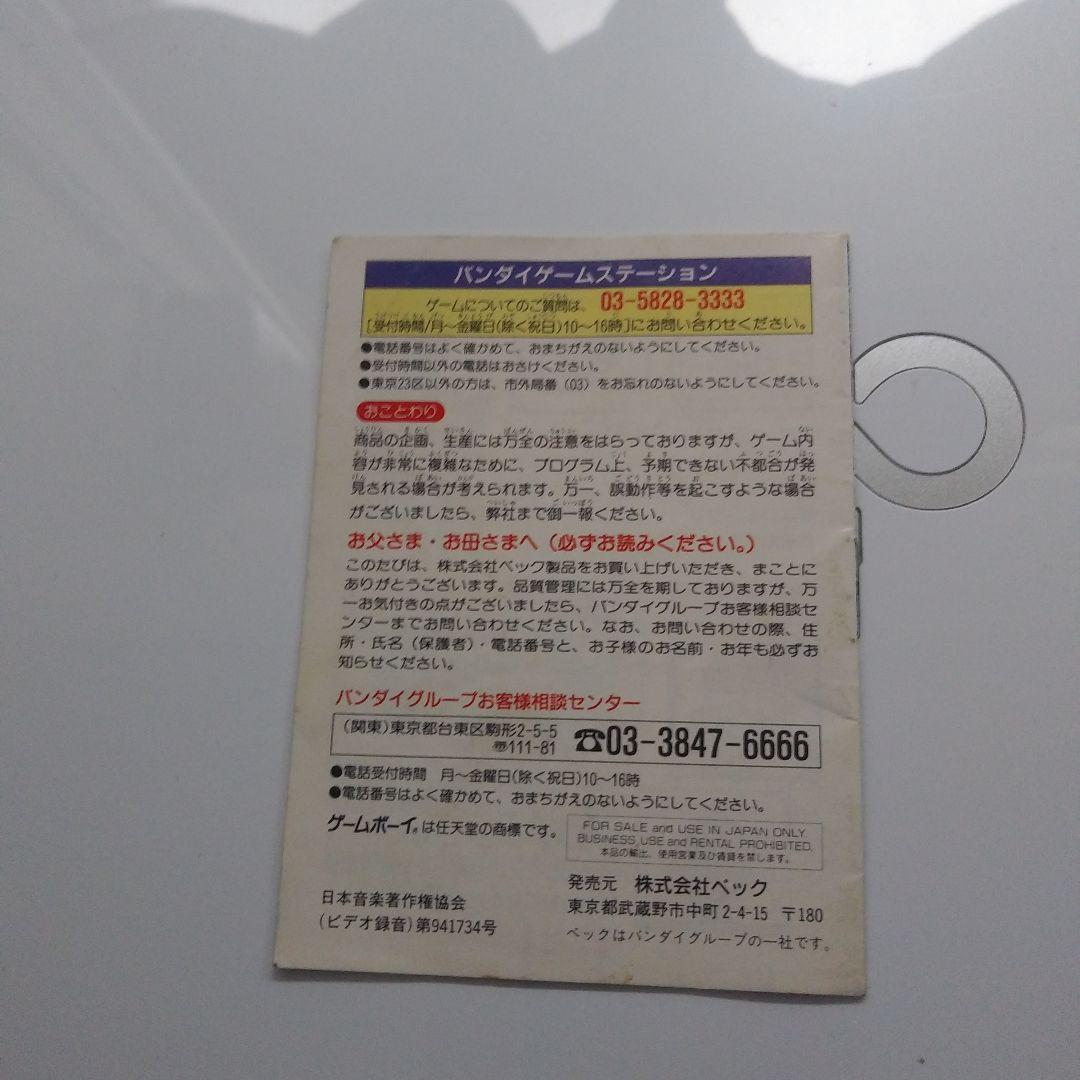 バンダイゲームステーション
ゲームについてのご質問は、 03-5828-3333
[受付時間/月〜金曜日(除く祝日)10〜16時]にお問い合わせください。
●電話番号はよく確かめて、おまちがえのないようにしてください。
●受付時間以外の電話はおさけください。
●東京23区以外の方は、市外局番(03)をお忘れのないようにしてください。
おことわり
商品の企画、生産には万全の注意をはらっておりますが、ゲーム内
容が非常に複雑なために、プログラム上、予期できない不都合が発
見される場合が考えられます。万一、誤動作等を起こすような場合
がございましたら、弊社まで御一報ください。
お父さま・お母さまへ(必ずお読みください。)
このたびは、株式会社ベック製品をお買い上げいただき、まことに
ありがとうございます。品質管理には万全を期しておりますが、万
一お気付きの点がございましたら、バンダイグループお客様相談セ
ンターまでお問い合わせください。なお、お問い合わせの際、住
所・氏名(保護者)・電話番号と、お子様のお名前・お年も必ずお
知らせください。
バンダイグループお客様相談センター
(関東)東京都台東区駒形2-5-5
〠111-81 ☎03-3847-6666
●電話受付時間 月〜金曜日(除く祝日)10〜16時
●電話番号はよく確かめて、おまちがえのないようにしてください。
ゲームボーイ®は任天堂の商標です。
FOR SALE and USE IN JAPAN ONLY.
BUSINESS USE and RENTAL PROHIBITED.
本品の輸出、使用営業及び賃貸を禁じます。
日本音楽著作権協会
(ビデオ録音)第941734号
発売元 株式会社ベック
東京都武蔵野市中町2-4-15 〒180
ベックはバンダイグループの一社です。